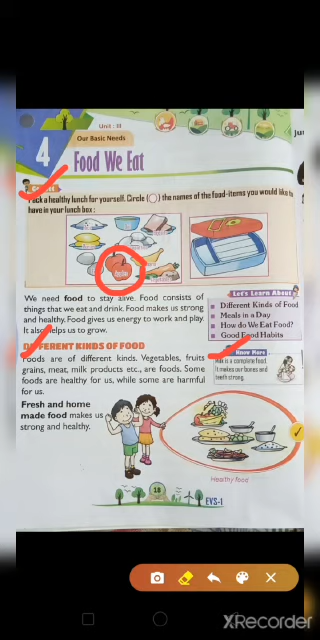 Unit : III
Our Basic Needs
4
Food We Eat
Pack a healthy lunch for yourself. Circle ( ) the names of the food-items you would like to
have in your lunch box :
We need food to stay alive. Food consists of
things that we eat and drink. Food makes us strong
and healthy. Food gives us energy to work and play.
It also helps us to grow.
Let's Learn About
Different Kinds of Food
Meals in a Day
How do We Eat Food?
Good Food Habits
DIFFERENT KINDS OF FOOD
Foods are of different kinds. Vegetables, fruits
grains, meat, milk products etc., are foods. Some
foods are healthy for us, while some are harmful
for us.
Know More
Milk is a complete food.
It makes our bones and
teeth strong.
Fresh and home
made food makes us
strong and healthy.
Healthy food
18
EVS-1
XRecorder